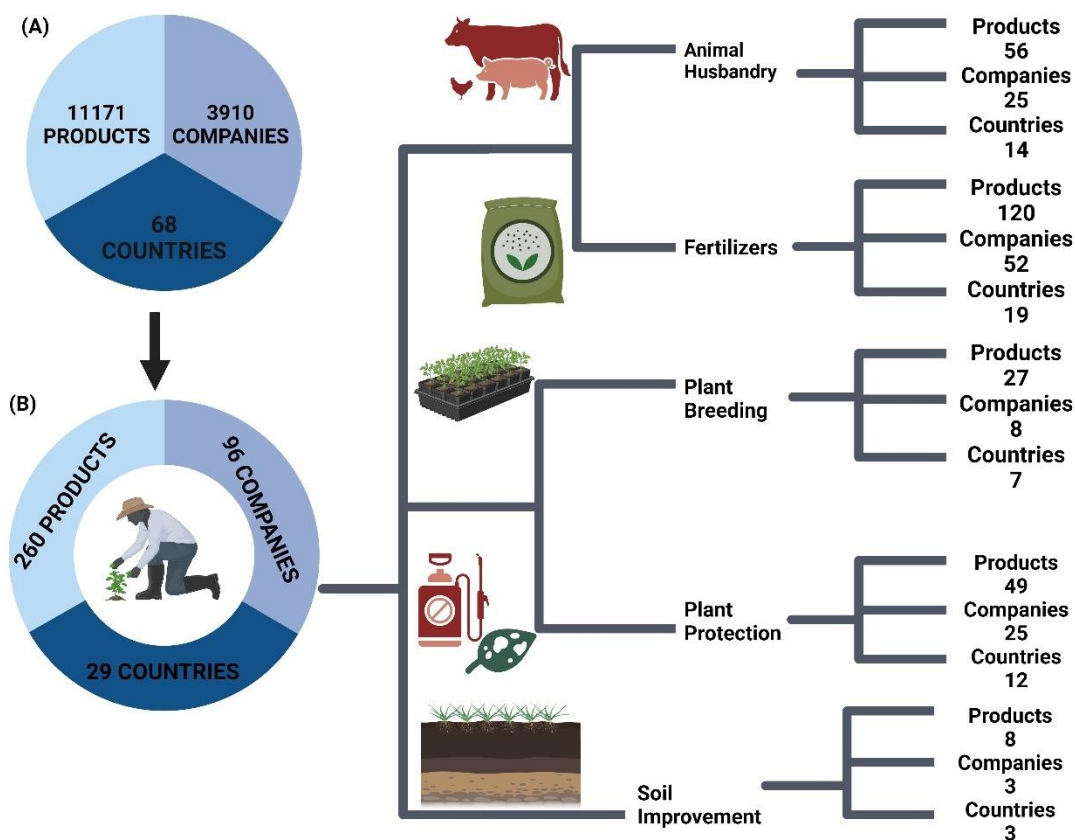 (A)
11171
PRODUCTS
3910
COMPANIES
68
COUNTRIES
(B)
260 PRODUCTS
96 COMPANIES
29 COUNTRIES
Animal
Husbandry
Products
56
Companies
25
Countries
14
Fertilizers
Products
120
Companies
52
Countries
19
Plant
Breeding
Products
27
Companies
8
Countries
7
Plant
Protection
Products
49
Companies
25
Countries
12
Soil
Improvement
Products
8
Companies
3
Countries
3